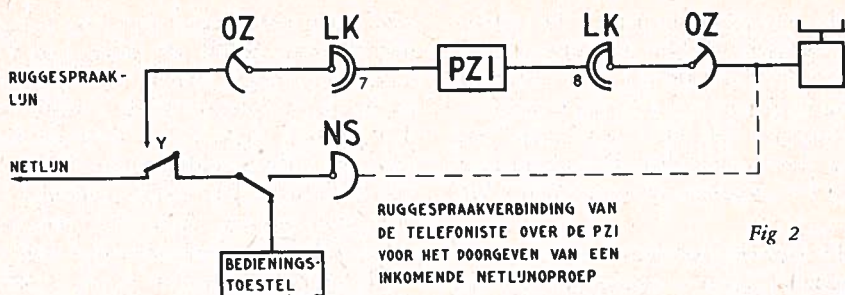 OZ LK LK OZ
RUGGESPRAAK-
LIJN
7
PZI
8
Y
NS
NETLIJN
BEDIENINGS-
TOESTEL
RUGGESPRAAKVERBINDING VAN
DE TELEFONISTE OVER DE PZI
VOOR HET DOORGEVEN VAN EEN
INKOMENDE NETLIJNOPROEP
Fig 2